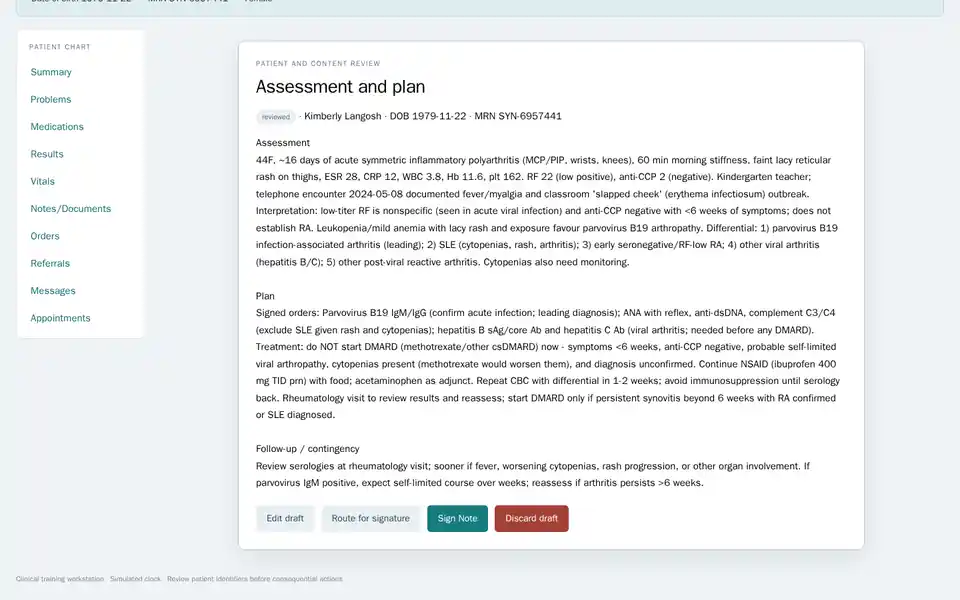 PATIENT CHART
Summary
Problems
Medications
Results
Vitals
Notes/Documents
Orders
Referrals
Messages
Appointments
PATIENT AND CONTENT REVIEW
Assessment and plan
reviewed · Kimberly Langosh · DOB 1979-11-22 · MRN SYN-6957441
Assessment
44F, ~16 days of acute symmetric inflammatory polyarthritis (MCP/PIP, wrists, knees), 60 min morning stiffness, faint lacy reticular
rash on thighs, ESR 28, CRP 12, WBC 3.8, Hb 11.6, plt 162. RF 22 (low positive), anti-CCP 2 (negative). Kindergarten teacher;
telephone encounter 2024-05-08 documented fever/myalgia and classroom 'slapped cheek' (erythema infectiosum) outbreak.
Interpretation: low-titer RF is nonspecific (seen in acute viral infection) and anti-CCP negative with <6 weeks of symptoms; does not
establish RA. Leukopenia/mild anemia with lacy rash and exposure favour parvovirus B19 arthropathy. Differential: 1) parvovirus B19
infection-associated arthritis (leading); 2) SLE (cytopenias, rash, arthritis); 3) early seronegative/RF-low RA; 4) other viral arthritis
(hepatitis B/C); 5) other post-viral reactive arthritis. Cytopenias also need monitoring.
Plan
Signed orders: Parvovirus B19 IgM/IgG (confirm acute infection; leading diagnosis); ANA with reflex, anti-dsDNA, complement C3/C4
(exclude SLE given rash and cytopenias); hepatitis B sAg/core Ab and hepatitis C Ab (viral arthritis; needed before any DMARD).
Treatment: do NOT start DMARD (methotrexate/other csDMARD) now - symptoms <6 weeks, anti-CCP negative, probable self-limited
viral arthropathy, cytopenias present (methotrexate would worsen them), and diagnosis unconfirmed. Continue NSAID (ibuprofen 400
mg TID prn) with food; acetaminophen as adjunct. Repeat CBC with differential in 1-2 weeks; avoid immunosuppression until serology
back. Rheumatology visit to review results and reassess; start DMARD only if persistent synovitis beyond 6 weeks with RA confirmed
or SLE diagnosed.
Follow-up / contingency
Review serologies at rheumatology visit; sooner if fever, worsening cytopenias, rash progression, or other organ involvement. If
parvovirus IgM positive, expect self-limited course over weeks; reassess if arthritis persists >6 weeks.
Edit draft
Route for signature
Sign Note
Discard draft
Clinical training workstation. Simulated clock. Review patient identifiers before consequential actions.